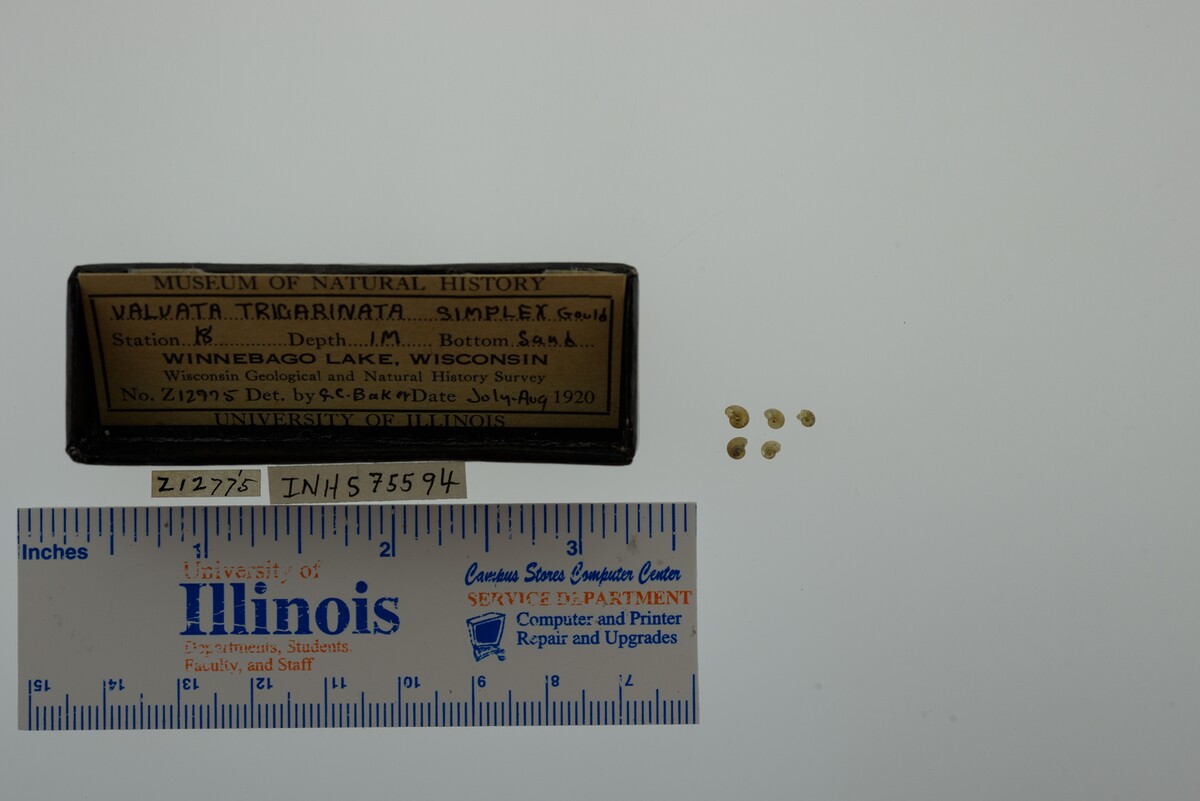 MUSEUM OF NATURAL HISTORY
VALVATA TRICARINATA SIMPLEX Gould
Station 18 Depth 1M Bottom Sand
WINNEBAGO LAKE, WISCONSIN
Wisconsin Geological and Natural History Survey
No. Z12775 Det. by F.C. Baker Date July-Aug 1920
UNIVERSITY OF ILLINOIS
Z12775 INHS 75594
Inches 1 2 3
University of
Illinois
Departments, Students,
Faculty, and Staff
Campus Stores Computer Center
SERVICE DEPARTMENT
Computer and Printer
Repair and Upgrades
15 14 13 12 11 10 9 8 7